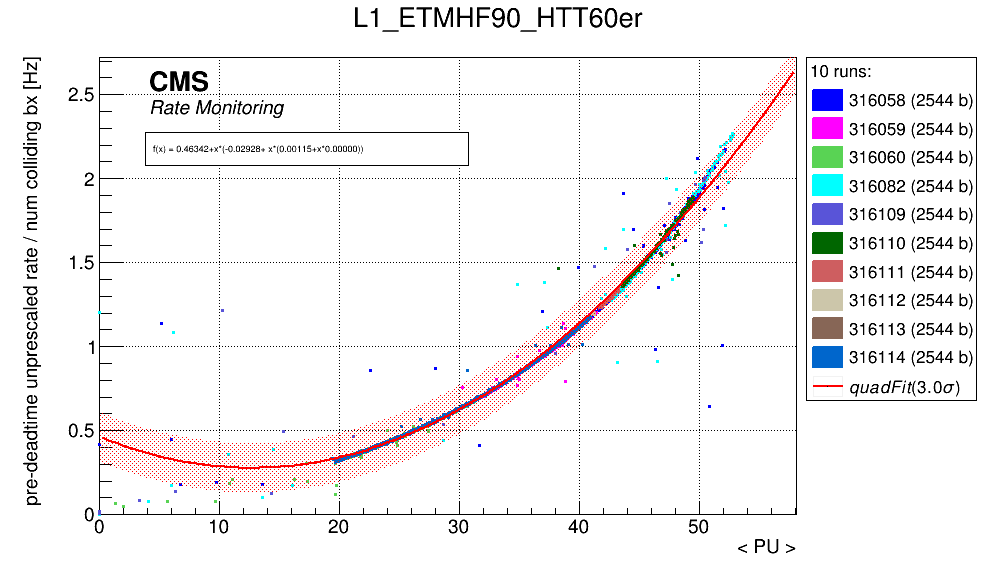 L1_ETMHF90_HTT60er
pre-deadtime unprescaled rate / num colliding bx [Hz]
CMS
Rate Monitoring
f(x) = 0.46342+x*(-0.02928+ x*(0.00115+x*0.00000))
2.5
2
1.5
1
0.5
0
0 10 20 30 40 50
< PU >
10 runs:
316058 (2544 b)
316059 (2544 b)
316060 (2544 b)
316082 (2544 b)
316109 (2544 b)
316110 (2544 b)
316111 (2544 b)
316112 (2544 b)
316113 (2544 b)
316114 (2544 b)
quadFit(3.0σ)